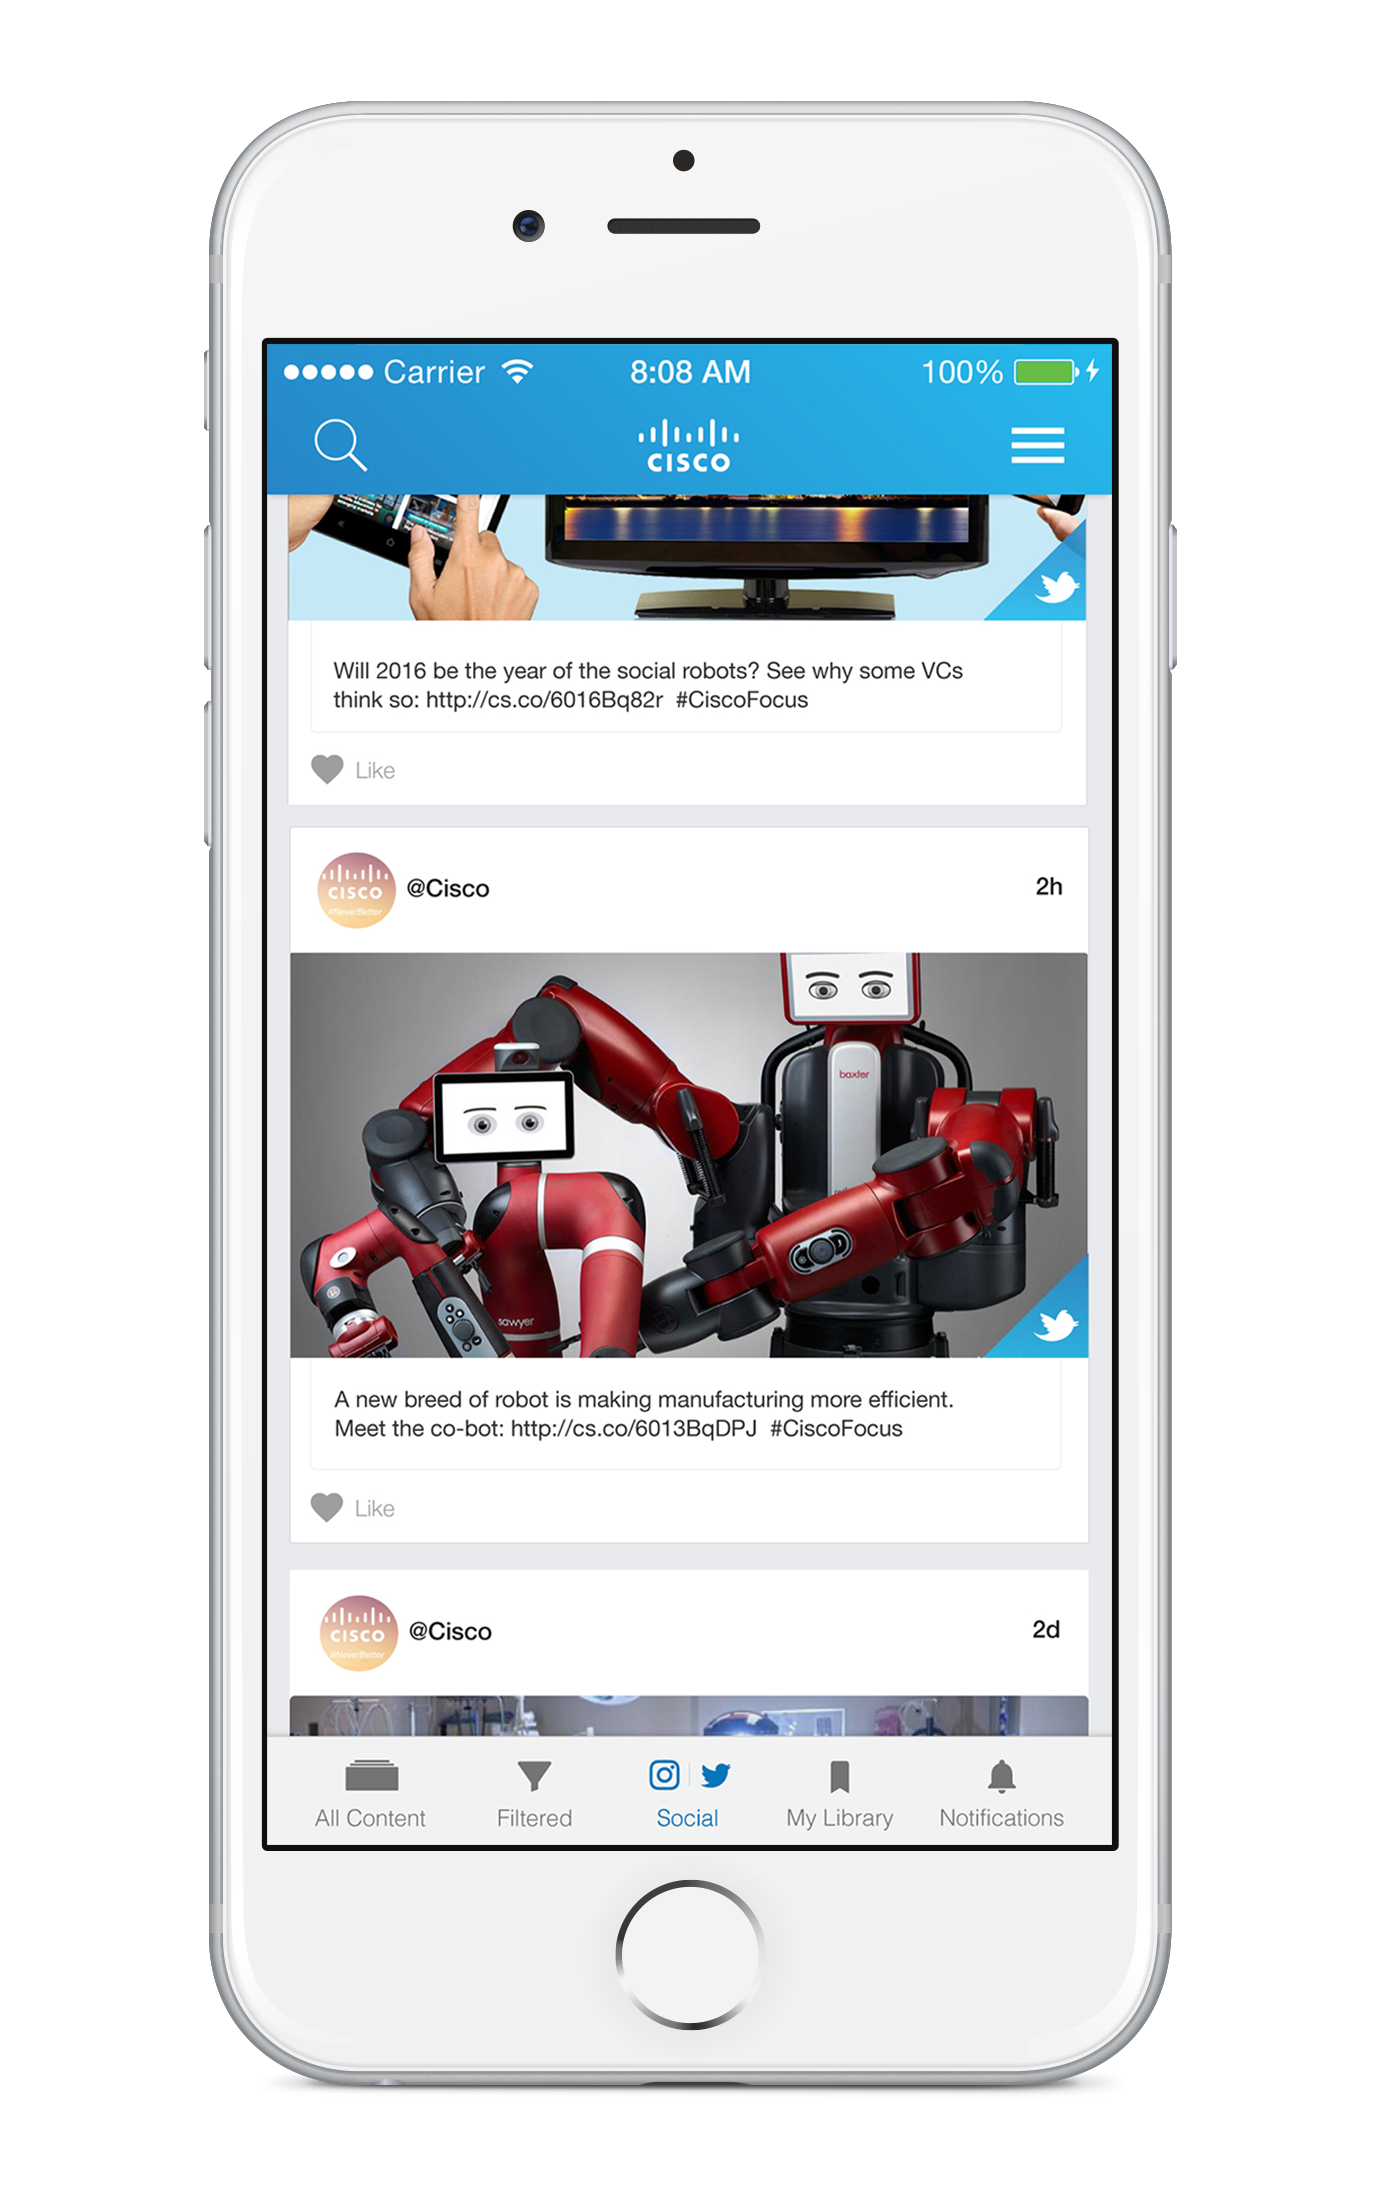 Carrier
8:08 AM
100%
CISCO
Will 2016 be the year of the social robots? See why some VCs
think so: http://cs.co/6016Bq82r #CiscoFocus
Like
CISCO
#NeverBetter
@Cisco
2h
baxter
sawyer
A new breed of robot is making manufacturing more efficient.
Meet the co-bot: http://cs.co/6013BqDPJ #CiscoFocus
Like
CISCO
#NeverBetter
@Cisco
2d
All Content
Filtered
Social
My Library
Notifications